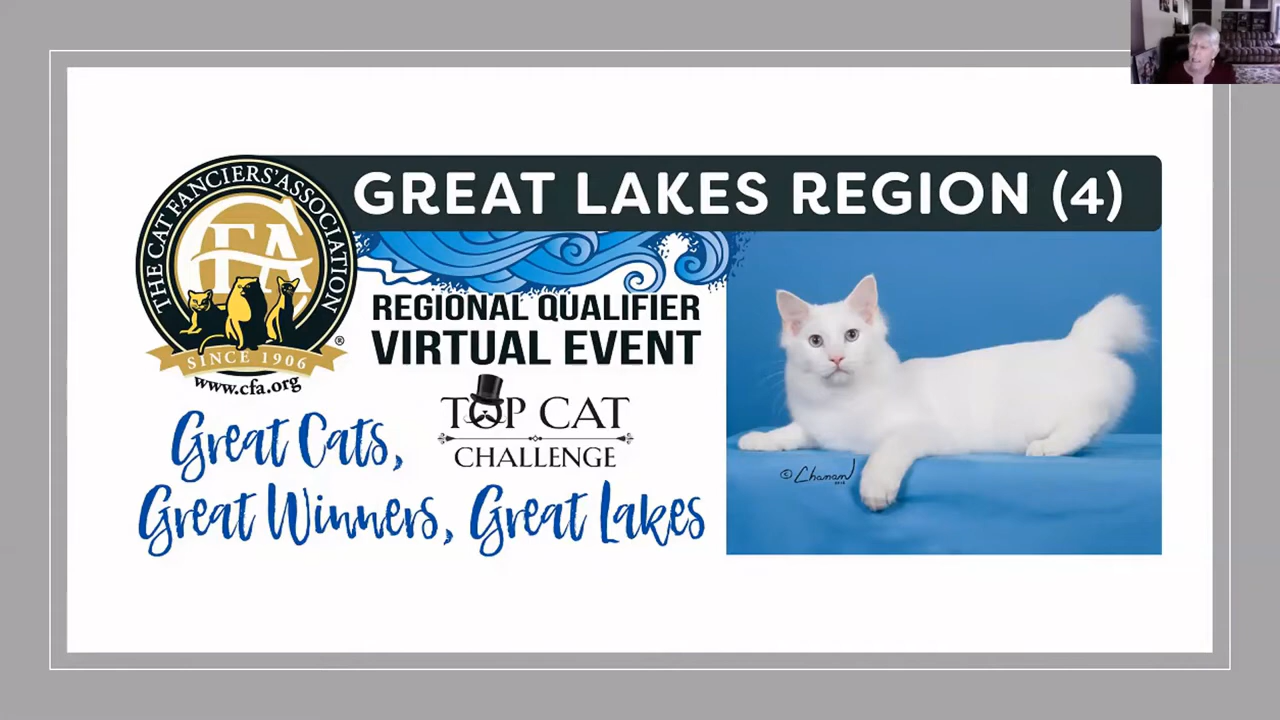 GREAT LAKES REGION (4)
THE CAT FANCIERS' ASSOCIATION
CFA
SINCE 1906
®
www.cfa.org
REGIONAL QUALIFIER
VIRTUAL EVENT
TOP CAT
CHALLENGE
Great Cats,
Great Winners, Great Lakes
© Chanan